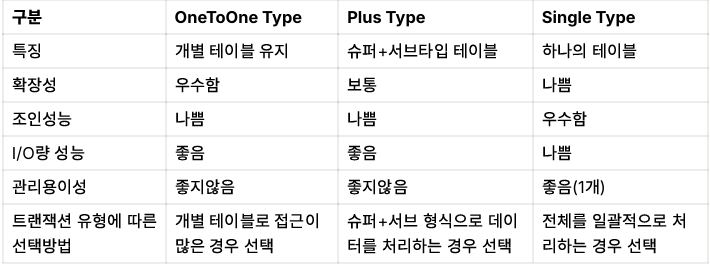 구분 OneToOne Type Plus Type Single Type
특징 개별 테이블 유지 슈퍼+서브타입 테이블 하나의 테이블
확장성 우수함 보통 나쁨
조인성능 나쁨 나쁨 우수함
I/O량 성능 좋음 좋음 나쁨
관리용이성 좋지않음 좋지않음 좋음(1개)
트랜잭션 유형에 따른 개별 테이블로 접근이 슈퍼+서브 형식으로 데이 전체를 일괄적으로 처
선택방법 많은 경우 선택 터를 처리하는 경우 선택 리하는 경우 선택